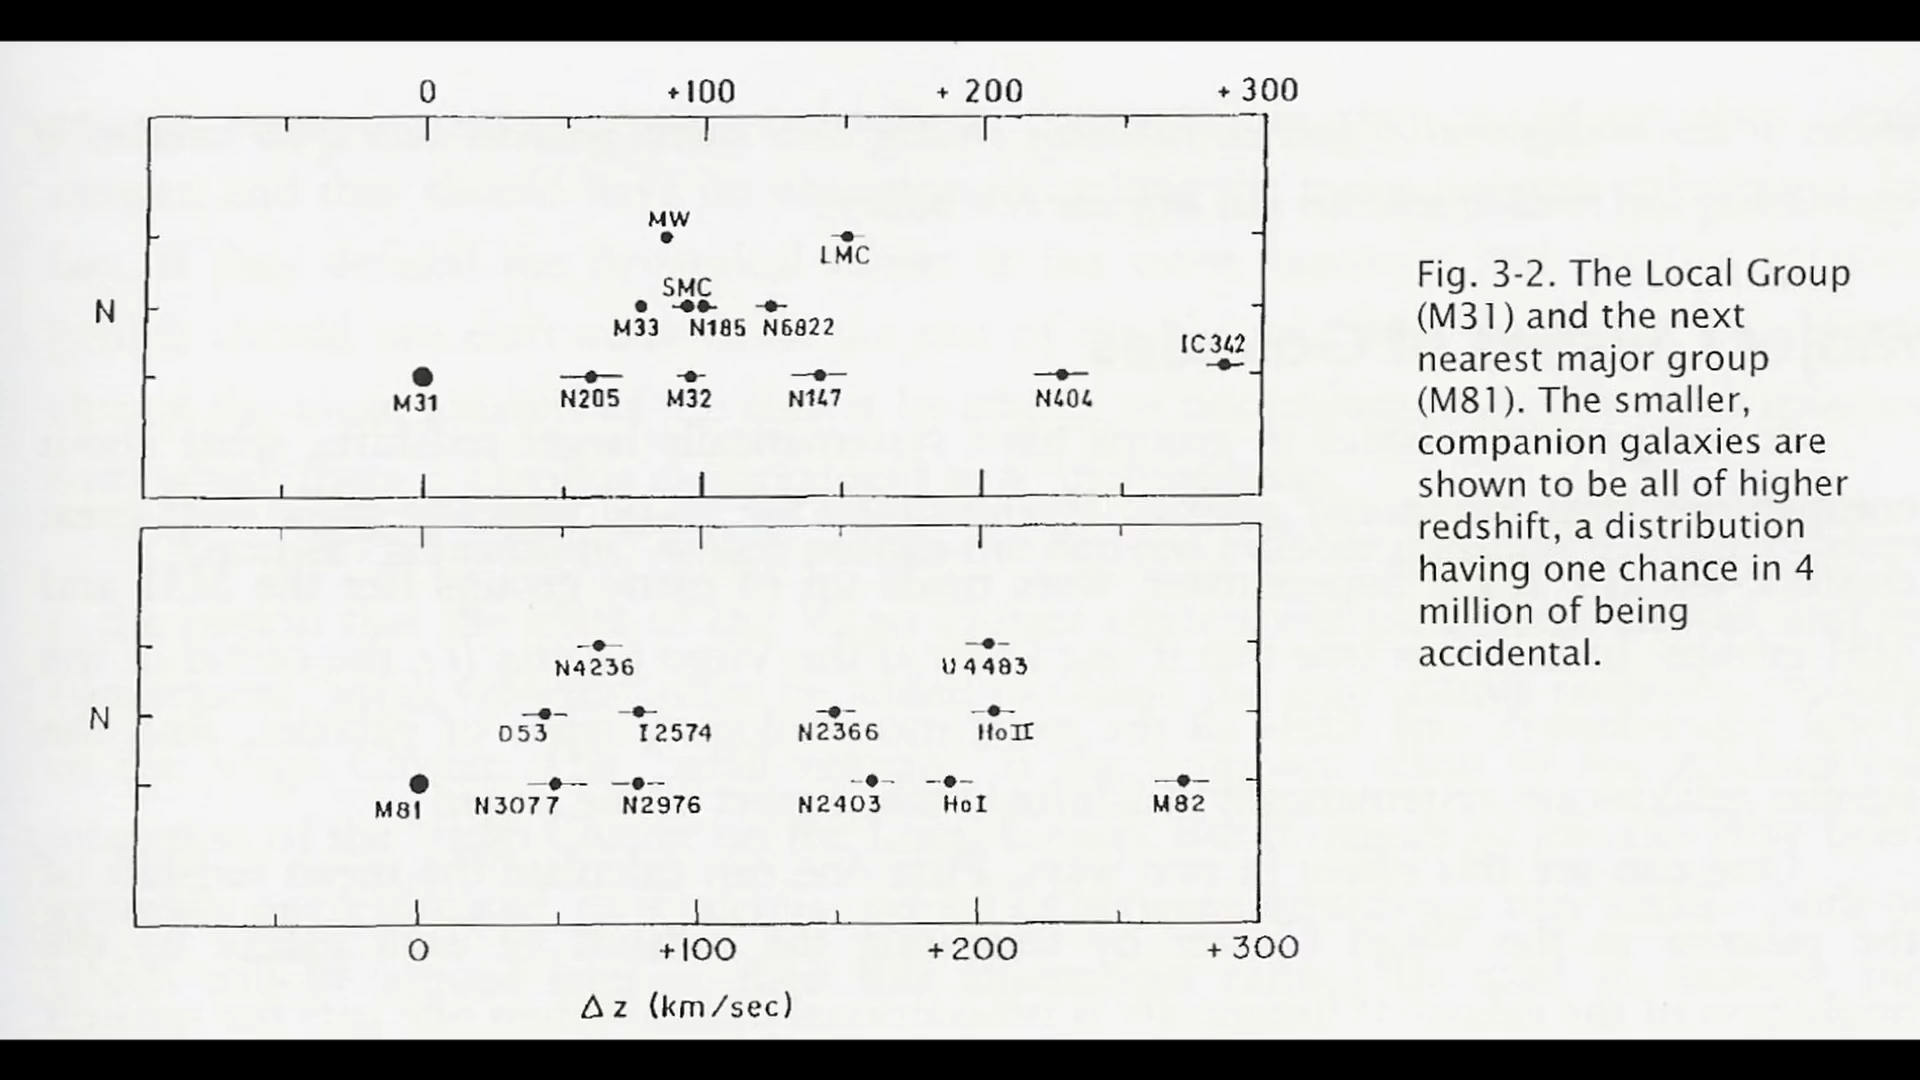 0 +100 +200 +300
MW
LMC
SMC
N
M33 N185 N6822
IC342
M31 N205 M32 N147 N404
N4236 U4483
N
D53 I2574 N2366 HoII
M81 N3077 N2976 N2403 HoI M82
0 +100 +200 +300
Δz (km/sec)
Fig. 3-2. The Local Group
(M31) and the next
nearest major group
(M81). The smaller,
companion galaxies are
shown to be all of higher
redshift, a distribution
having one chance in 4
million of being
accidental.